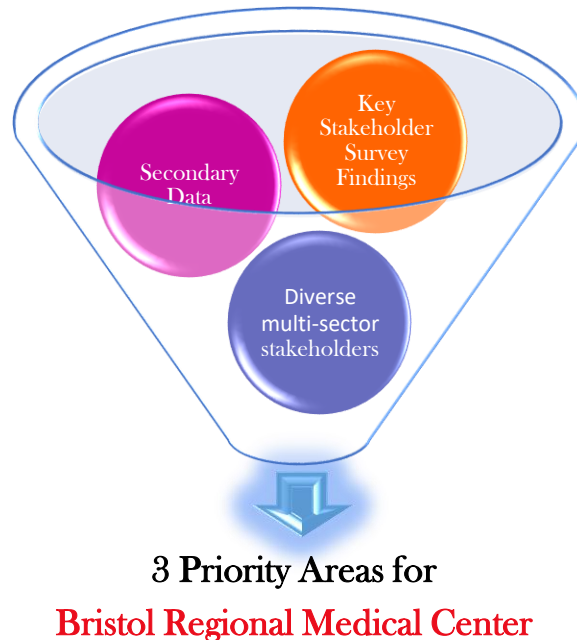 Key
Stakeholder
Survey
Findings
Secondary
Data
Diverse
multi-sector
stakeholders
3 Priority Areas for
Bristol Regional Medical Center